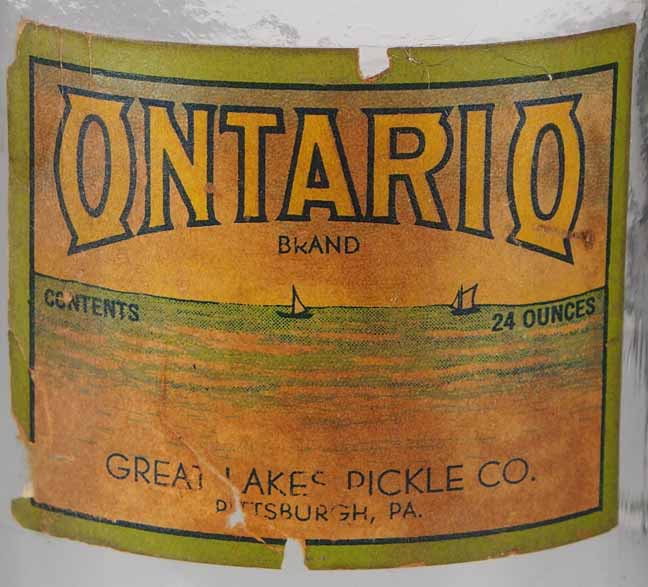 ONTARIO
BRAND
CONTENTS 24 OUNCES
GREAT LAKES PICKLE CO.
PITTSBURGH, PA.